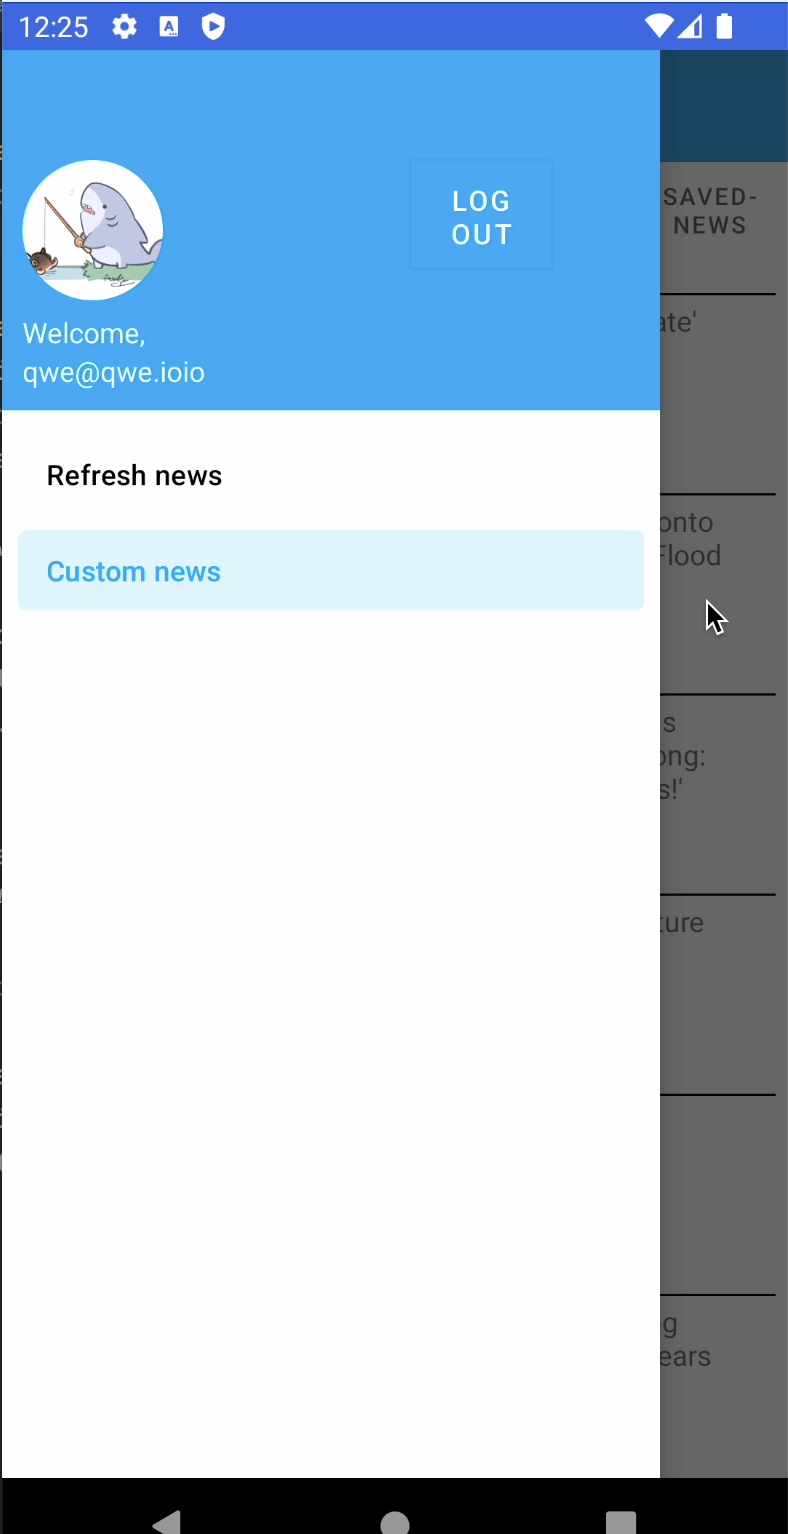 12:25
LOG
OUT
SAVED-
NEWS
Welcome,
qwe@qwe.ioio
Refresh news
Custom news
ate'
onto
Flood
s
ong:
s!'
ture
g
ears